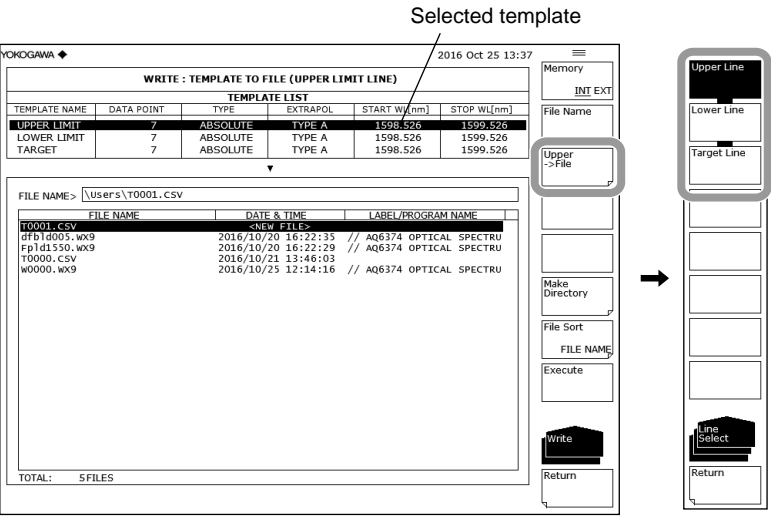 Selected template
YOKOGAWA ◆ 2016 Oct 25 13:37
WRITE : TEMPLATE TO FILE (UPPER LIMIT LINE)
TEMPLATE LIST
TEMPLATE NAME DATA POINT TYPE EXTRAPOL START WL[nm] STOP WL[nm]
UPPER LIMIT 7 ABSOLUTE TYPE A 1598.526 1599.526
LOWER LIMIT 7 ABSOLUTE TYPE A 1598.526 1599.526
TARGET 7 ABSOLUTE TYPE A 1598.526 1599.526
▼
FILE NAME> \Users\T0001.CSV
FILE NAME DATE & TIME LABEL/PROGRAM NAME
T0001.CSV <NEW FILE>
dfbld005.WX9 2016/10/20 16:22:35 // AQ6374 OPTICAL SPECTRU
Fpld1550.WX9 2016/10/20 16:22:29 // AQ6374 OPTICAL SPECTRU
T0000.CSV 2016/10/21 13:46:03
W0000.WX9 2016/10/25 12:14:16 // AQ6374 OPTICAL SPECTRU
TOTAL: 5FILES
Memory
INT EXT
File Name
Upper
->File
Make
Directory
File Sort
FILE NAME
Execute
Write
Return
Upper Line
Lower Line
Target Line
Line
Select
Return